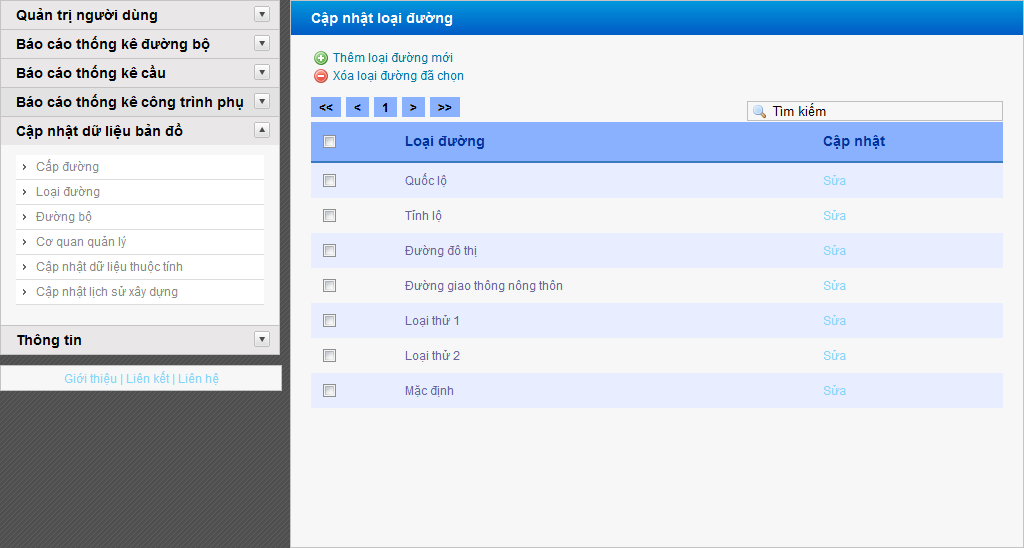 Quản trị người dùng
Báo cáo thống kê đường bộ
Báo cáo thống kê cầu
Báo cáo thống kê công trình phụ
Cập nhật dữ liệu bản đồ
Cấp đường
Loại đường
Đường bộ
Cơ quan quản lý
Cập nhật dữ liệu thuộc tính
Cập nhật lịch sử xây dựng
Thông tin
Giới thiệu | Liên kết | Liên hệ
Cập nhật loại đường
Thêm loại đường mới
Xóa loại đường đã chọn
<< < 1 > >>
Tìm kiếm
Loại đường Cập nhật
Quốc lộ Sửa
Tỉnh lộ Sửa
Đường đô thị Sửa
Đường giao thông nông thôn Sửa
Loại thử 1 Sửa
Loại thử 2 Sửa
Mặc định Sửa